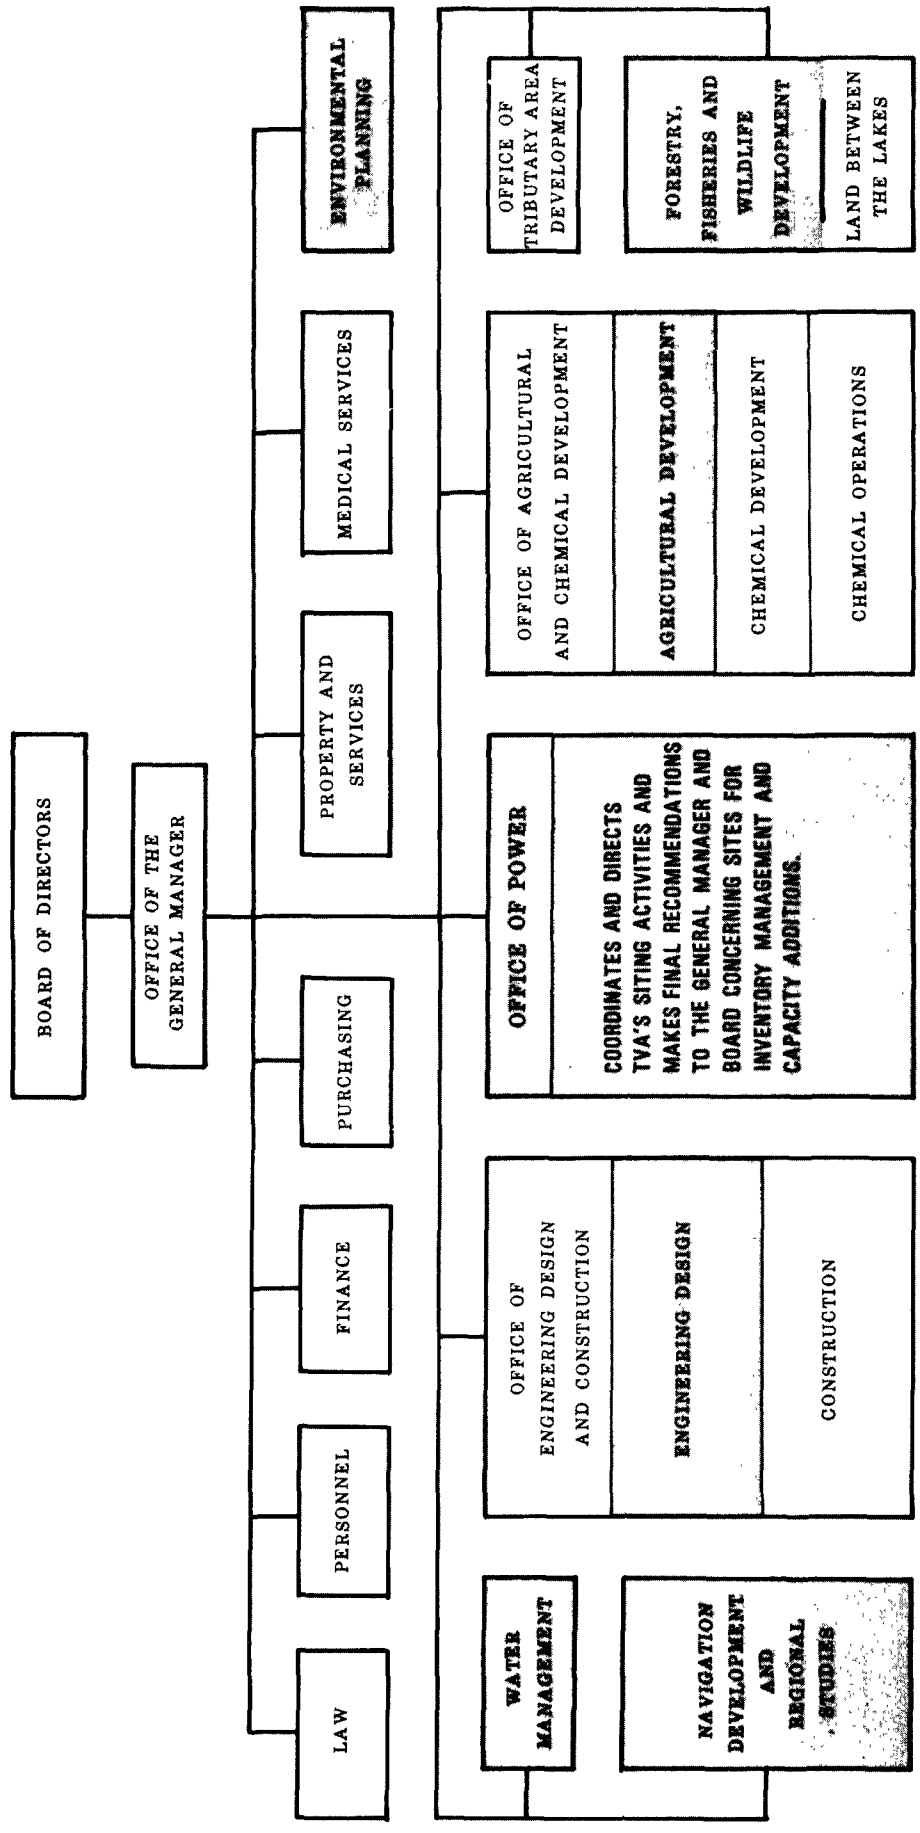 BOARD OF DIRECTORS
OFFICE OF THE
GENERAL MANAGER
LAW
PERSONNEL
FINANCE
PURCHASING
PROPERTY AND
SERVICES
MEDICAL SERVICES
ENVIRONMENTAL
PLANNING
WATER
MANAGEMENT
NAVIGATION
DEVELOPMENT
AND
REGIONAL
STUDIES
OFFICE OF
ENGINEERING DESIGN
AND CONSTRUCTION
ENGINEERING DESIGN
CONSTRUCTION
OFFICE OF POWER
COORDINATES AND DIRECTS
TVA'S SITING ACTIVITIES AND
MAKES FINAL RECOMMENDATIONS
TO THE GENERAL MANAGER AND
BOARD CONCERNING SITES FOR
INVENTORY MANAGEMENT AND
CAPACITY ADDITIONS.
OFFICE OF AGRICULTURAL
AND CHEMICAL DEVELOPMENT
AGRICULTURAL DEVELOPMENT
CHEMICAL DEVELOPMENT
CHEMICAL OPERATIONS
OFFICE OF
TRIBUTARY AREA
DEVELOPMENT
FORESTRY,
FISHERIES AND
WILDLIFE
DEVELOPMENT
LAND BETWEEN
THE LAKES